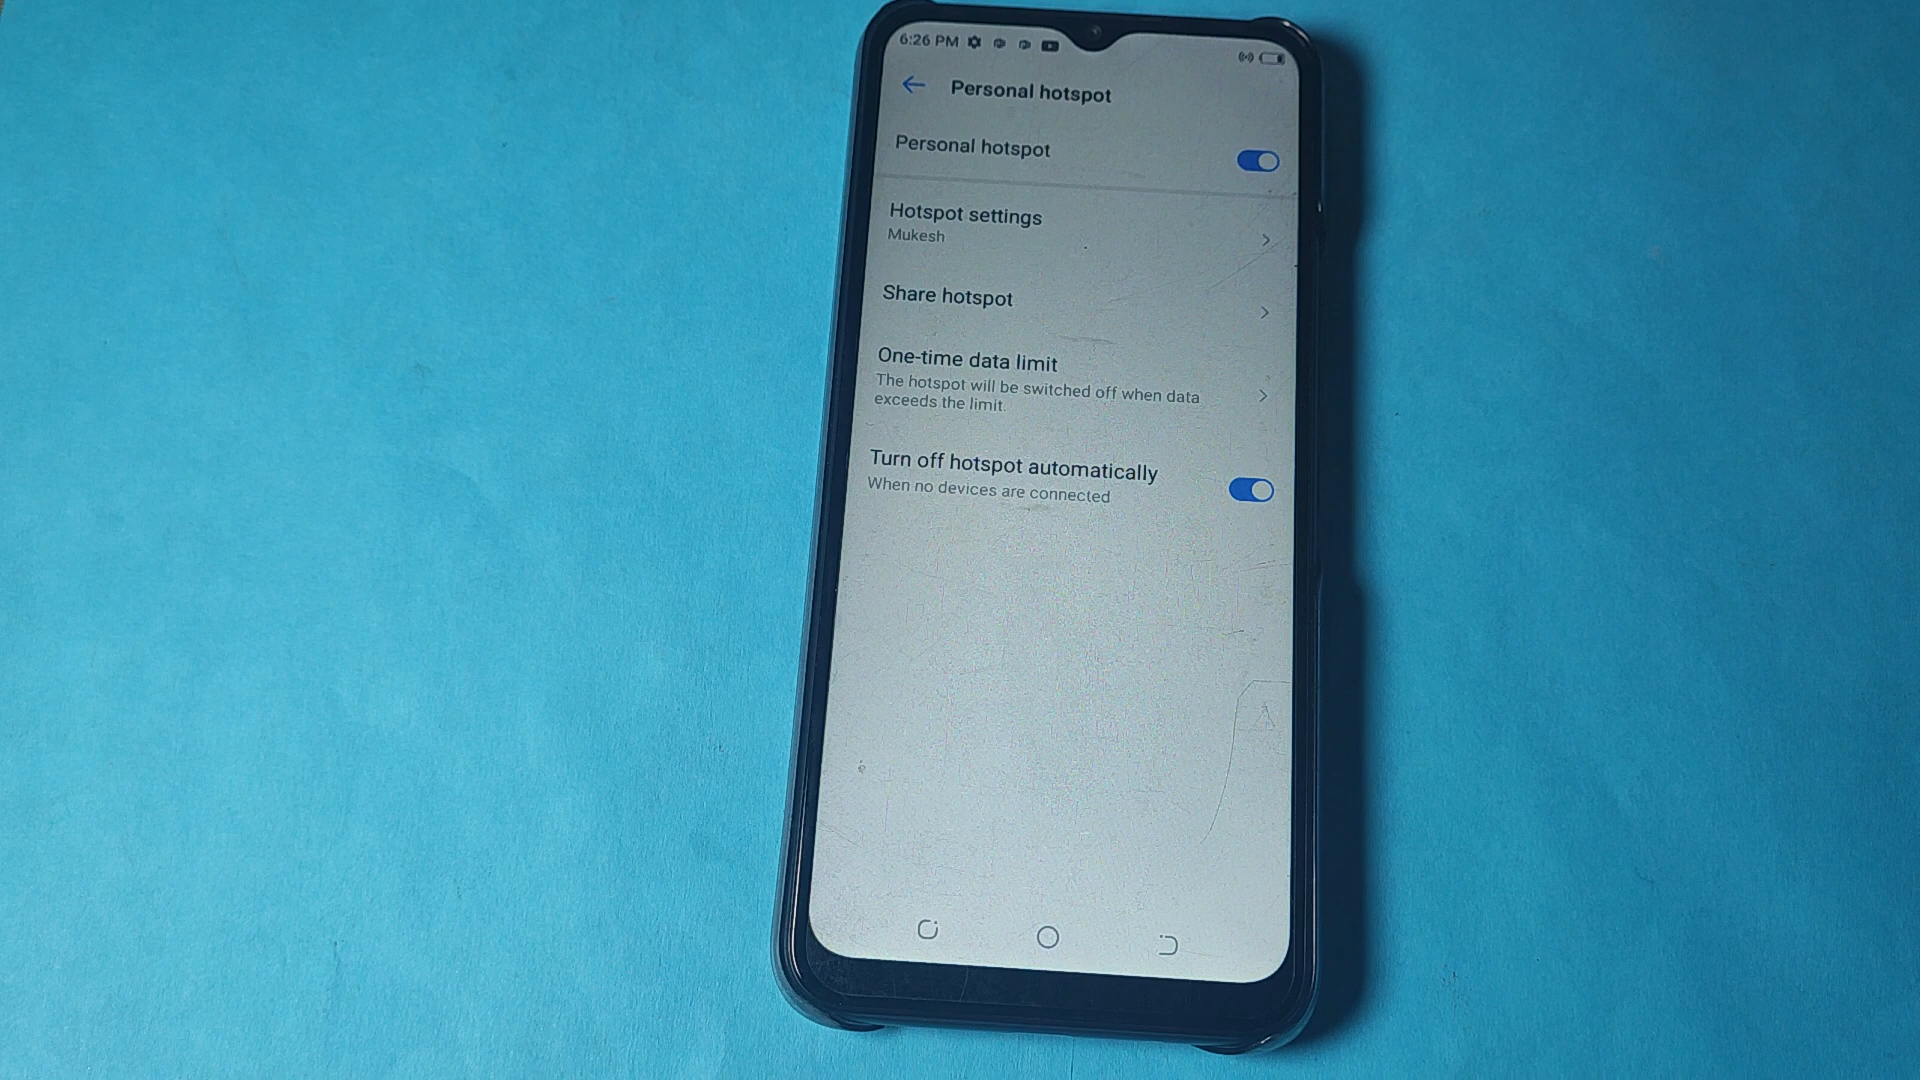 6:26 PM
Personal hotspot
Personal hotspot
Hotspot settings
Mukesh
Share hotspot
One-time data limit
The hotspot will be switched off when data
exceeds the limit.
Turn off hotspot automatically
When no devices are connected